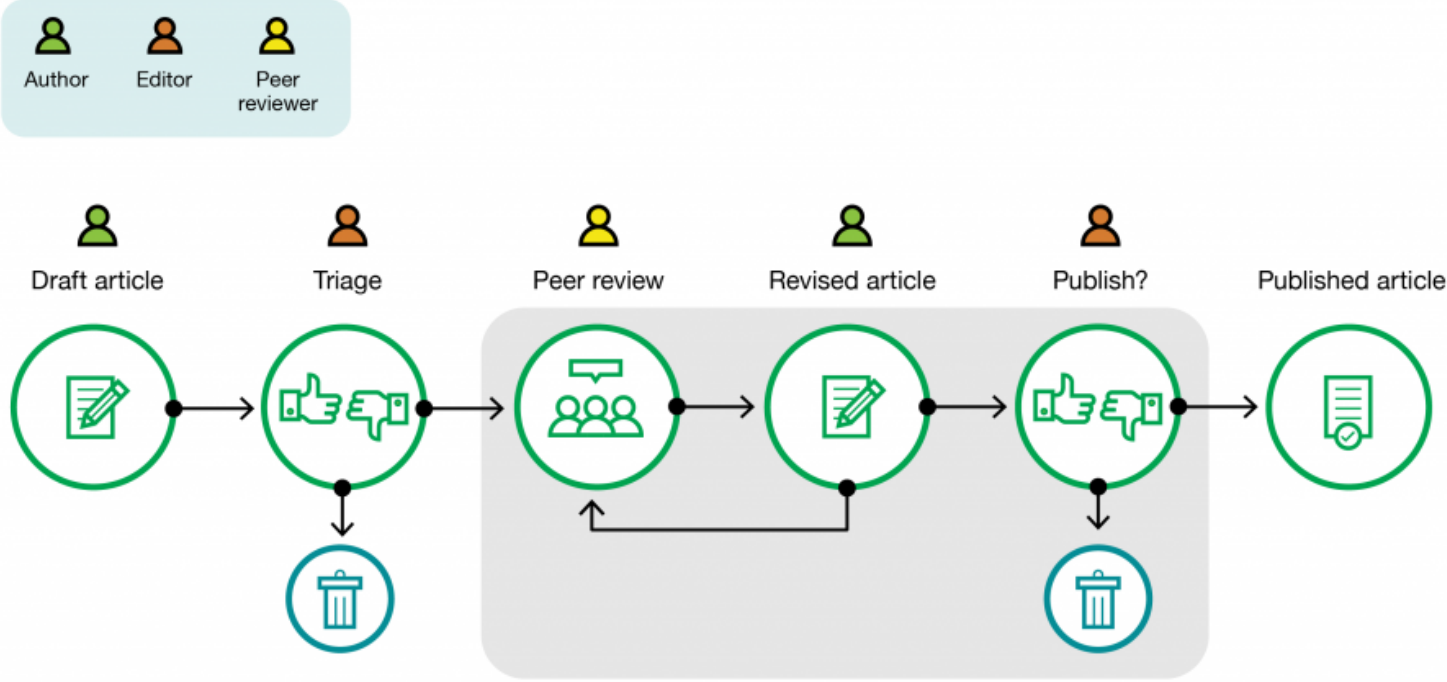 Author
Editor
Peer
reviewer
Draft article
Triage
Peer review
Revised article
Publish?
Published article